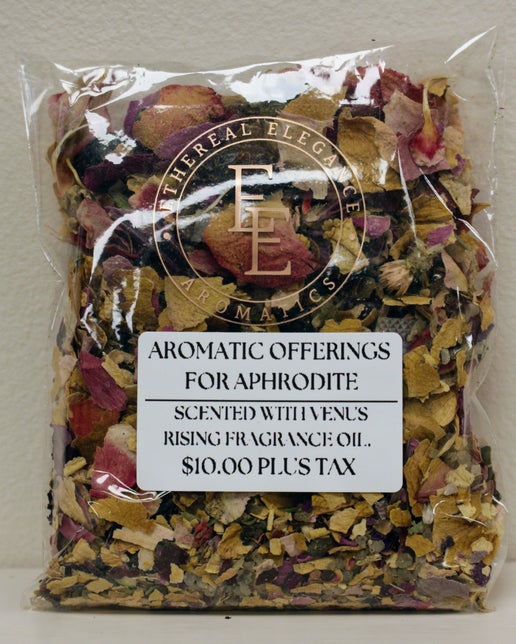 ETHEREAL ELEGANCE
EE
AROMATICS
AROMATIC OFFERINGS
FOR APHRODITE
SCENTED WITH VENUS
RISING FRAGRANCE OIL.
$10.00 PLUS TAX